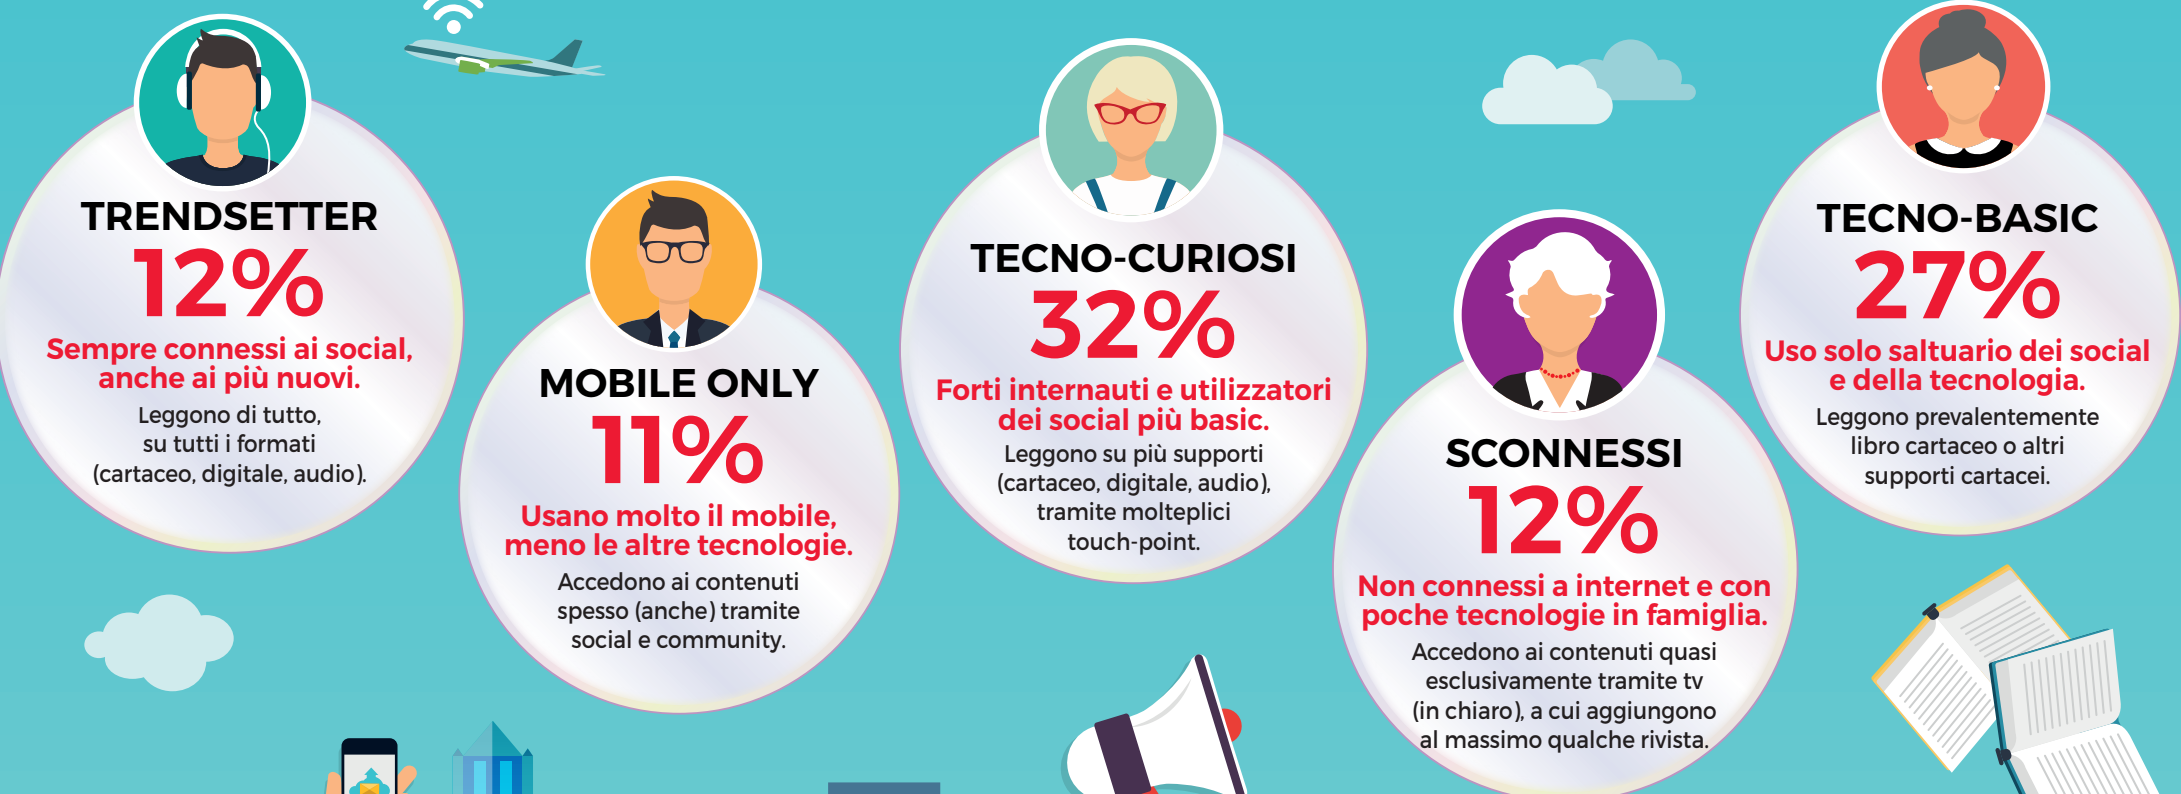 TRENDSETTER
12%
Sempre connessi ai social,
anche ai più nuovi.
Leggono di tutto,
su tutti i formati
(cartaceo, digitale, audio).
MOBILE ONLY
11%
Usano molto il mobile,
meno le altre tecnologie.
Accedono ai contenuti
spesso (anche) tramite
social e community.
TECNO-CURIOSI
32%
Forti internauti e utilizzatori
dei social più basic.
Leggono su più supporti
(cartaceo, digitale, audio),
tramite molteplici
touch-point.
SCONNESSI
12%
Non connessi a internet e con
poche tecnologie in famiglia.
Accedono ai contenuti quasi
esclusivamente tramite tv
(in chiaro), a cui aggiungono
al massimo qualche rivista.
TECNO-BASIC
27%
Uso solo saltuario dei social
e della tecnologia.
Leggono prevalentemente
libro cartaceo o altri
supporti cartacei.